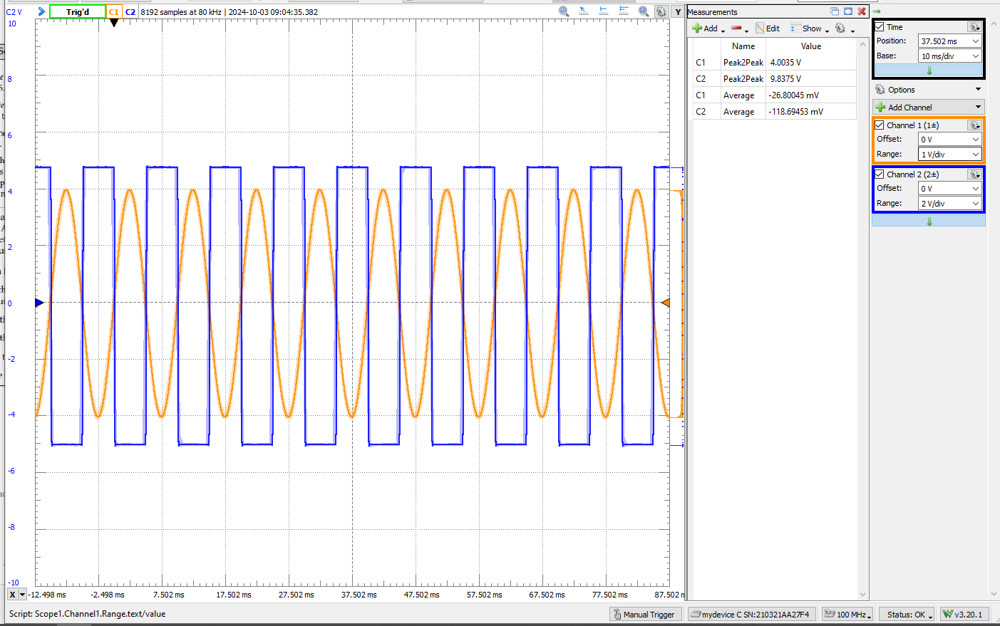 C2 V
Trig'd
C1
C2
8192 samples at 80 kHz | 2024-10-03 09:04:35.382
Y
10
8
6
4
2
0
-2
-4
-6
-8
-10
X
-12.498 ms
-2.498 ms
7.502 ms
17.502 ms
27.502 ms
37.502 ms
47.502 ms
57.502 ms
67.502 ms
77.502 ms
87.502 m
Measurements
Add
Edit
Show
Name Value
C1 Peak2Peak 4.0035 V
C2 Peak2Peak 9.8375 V
C1 Average -26.80045 mV
C2 Average -118.69453 mV
Time
Position: 37.502 ms
Base: 10 ms/div
Options
Add Channel
Channel 1 (1±)
Offset: 0 V
Range: 1 V/div
Channel 2 (2±)
Offset: 0 V
Range: 2 V/div
Script: Scope1.Channel1.Range.text/value
Manual Trigger
mydevice C SN:210321AA27F4
100 MHz
Status: OK
W v3.20.1